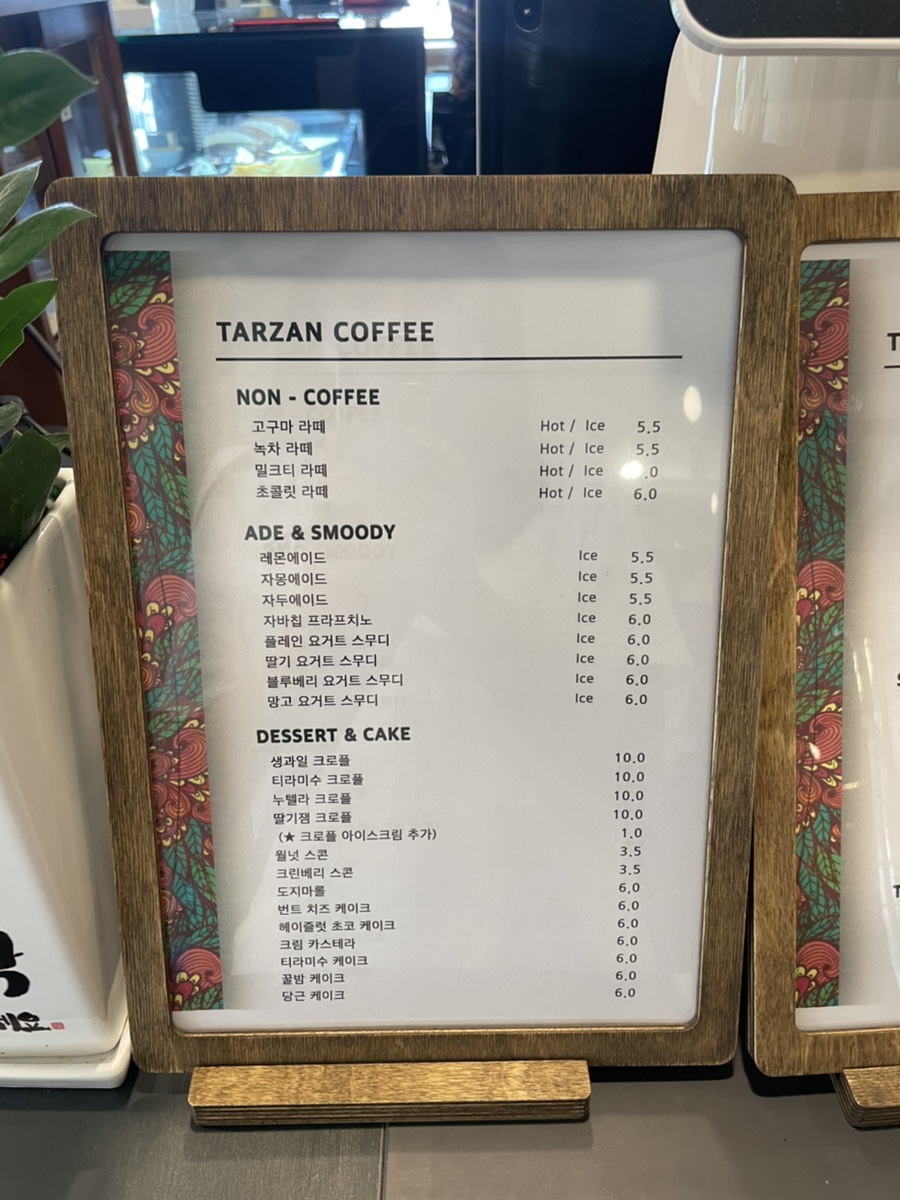 TARZAN COFFEE
NON - COFFEE
고구마 라떼 Hot / Ice 5.5
녹차 라떼 Hot / Ice 5.5
밀크티 라떼 Hot / Ice .0
초콜릿 라떼 Hot / Ice 6.0
ADE & SMOODY
레몬에이드 Ice 5.5
자몽에이드 Ice 5.5
자두에이드 Ice 5.5
자바칩 프라프치노 Ice 6.0
플레인 요거트 스무디 Ice 6.0
딸기 요거트 스무디 Ice 6.0
블루베리 요거트 스무디 Ice 6.0
망고 요거트 스무디 Ice 6.0
DESSERT & CAKE
생과일 크로플 10.0
티라미수 크로플 10.0
누텔라 크로플 10.0
딸기잼 크로플 10.0
(★ 크로플 아이스크림 추가) 1.0
월넛 스콘 3.5
크린베리 스콘 3.5
도지마롤 6.0
번트 치즈 케이크 6.0
헤이즐럿 초코 케이크 6.0
크림 카스테라 6.0
티라미수 케이크 6.0
꿀밤 케이크 6.0
당근 케이크 6.0